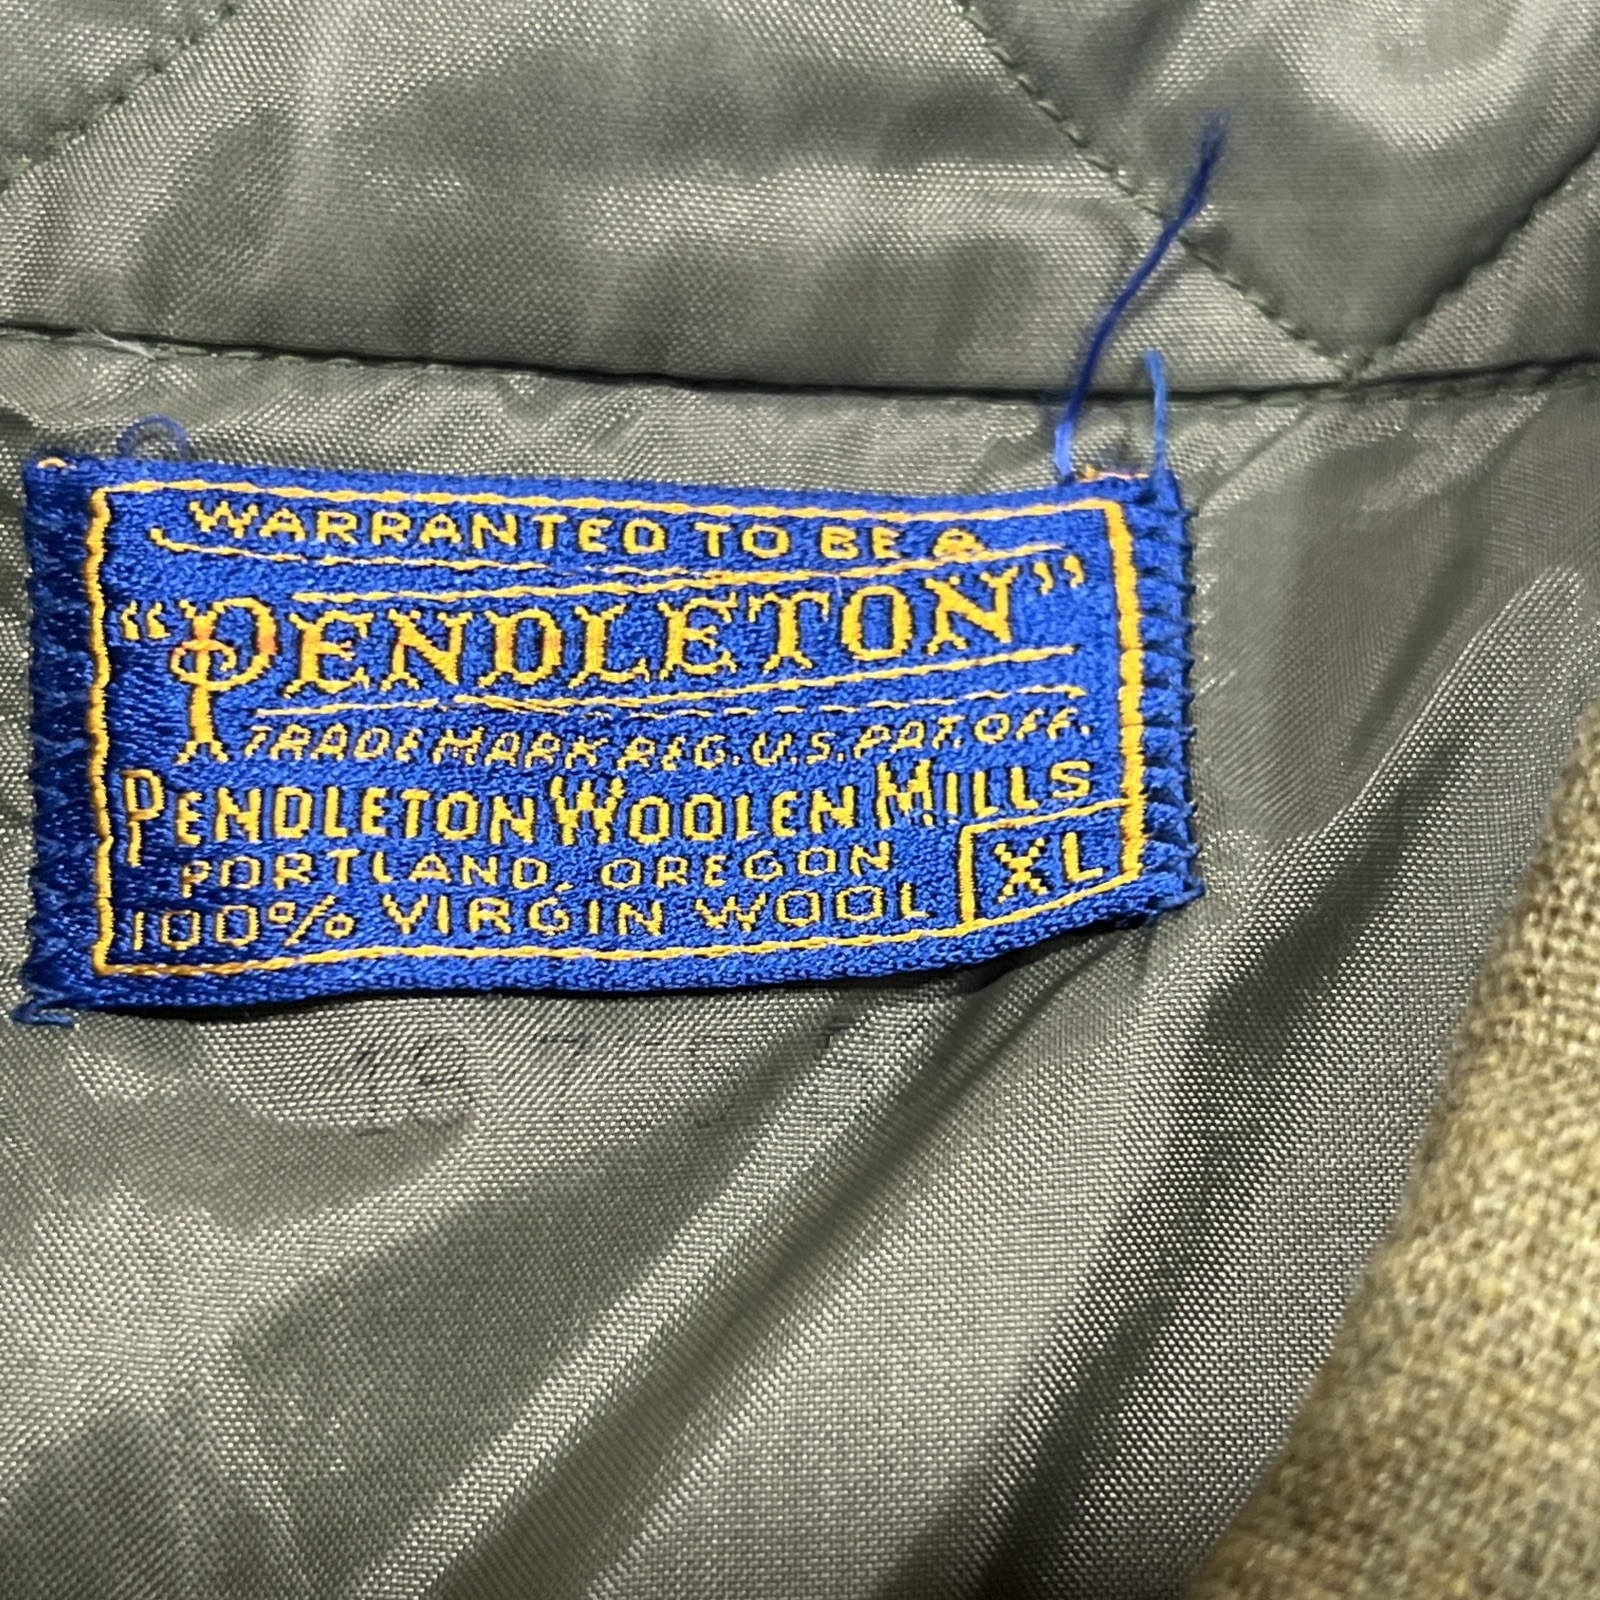 WARRANTED TO BE A
"PENDLETON"
TRADE MARK REG. U.S. PAT. OFF.
PENDLETON WOOLEN MILLS
PORTLAND, OREGON
100% VIRGIN WOOL XL